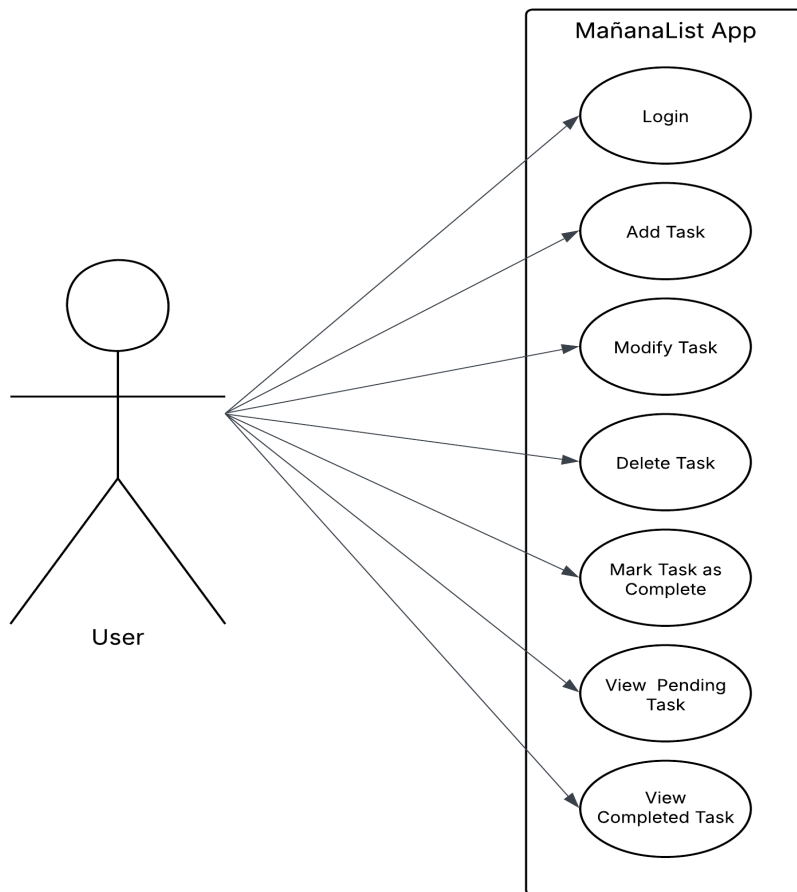 MañanaList App
Login
Add Task
Modify Task
Delete Task
Mark Task as
Complete
User
View  Pending
Task
View
Completed Task